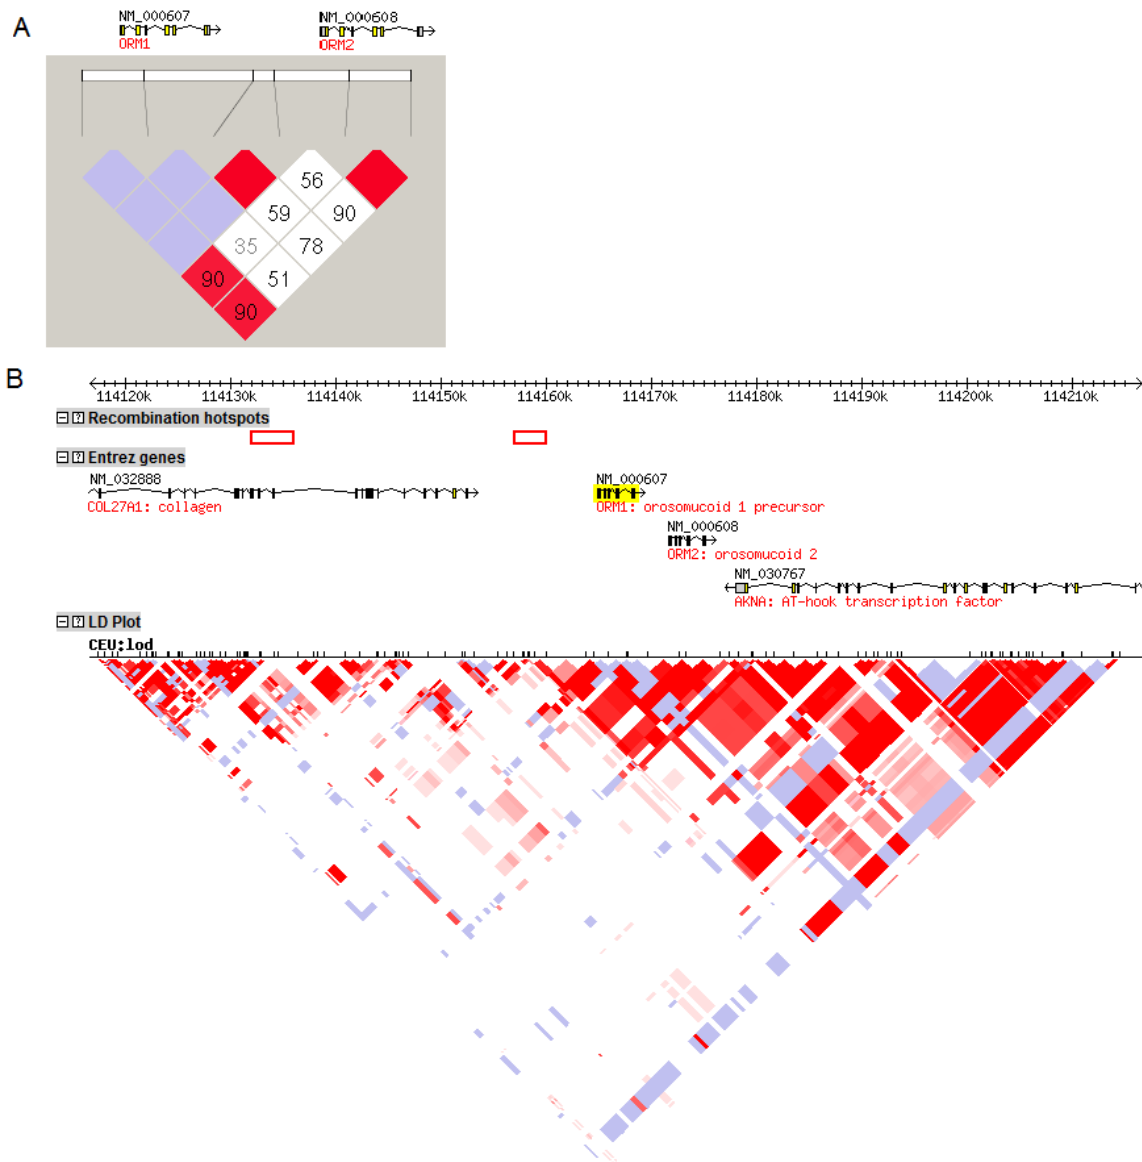 A
NM_000607
NM_000608
ORM1
ORM2
56
59
90
35
78
90
51
90
B
114120k 114130k 114140k 114150k 114160k 114170k 114180k 114190k 114200k 114210k
− ? Recombination hotspots
− ? Entrez genes
NM_032888
NM_000607
COL27A1: collagen
ORM1: orosomucoid 1 precursor
NM_000608
ORM2: orosomucoid 2
NM_030767
AKNA: AT-hook transcription factor
− ? LD Plot
CEU:lod